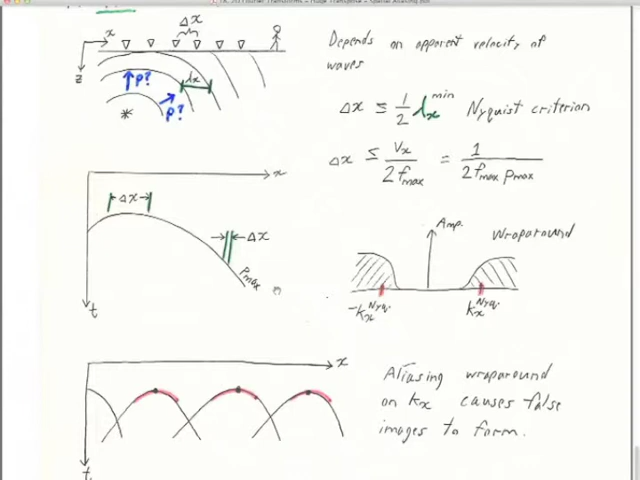 Δx
x
z
λx
p?
p?
*
Depends on apparent velocity of
waves
Δx ≤ 1/2 λx^min Nyquist criterion
Δx ≤ Vx / 2fmax = 1 / 2fmax pmax
x
Δx
Δx
Pmax
t
Amp.
Wraparound
-kx^Nyq.
kx^Nyq.
x
t
Aliasing wraparound
on kx causes false
images to form.